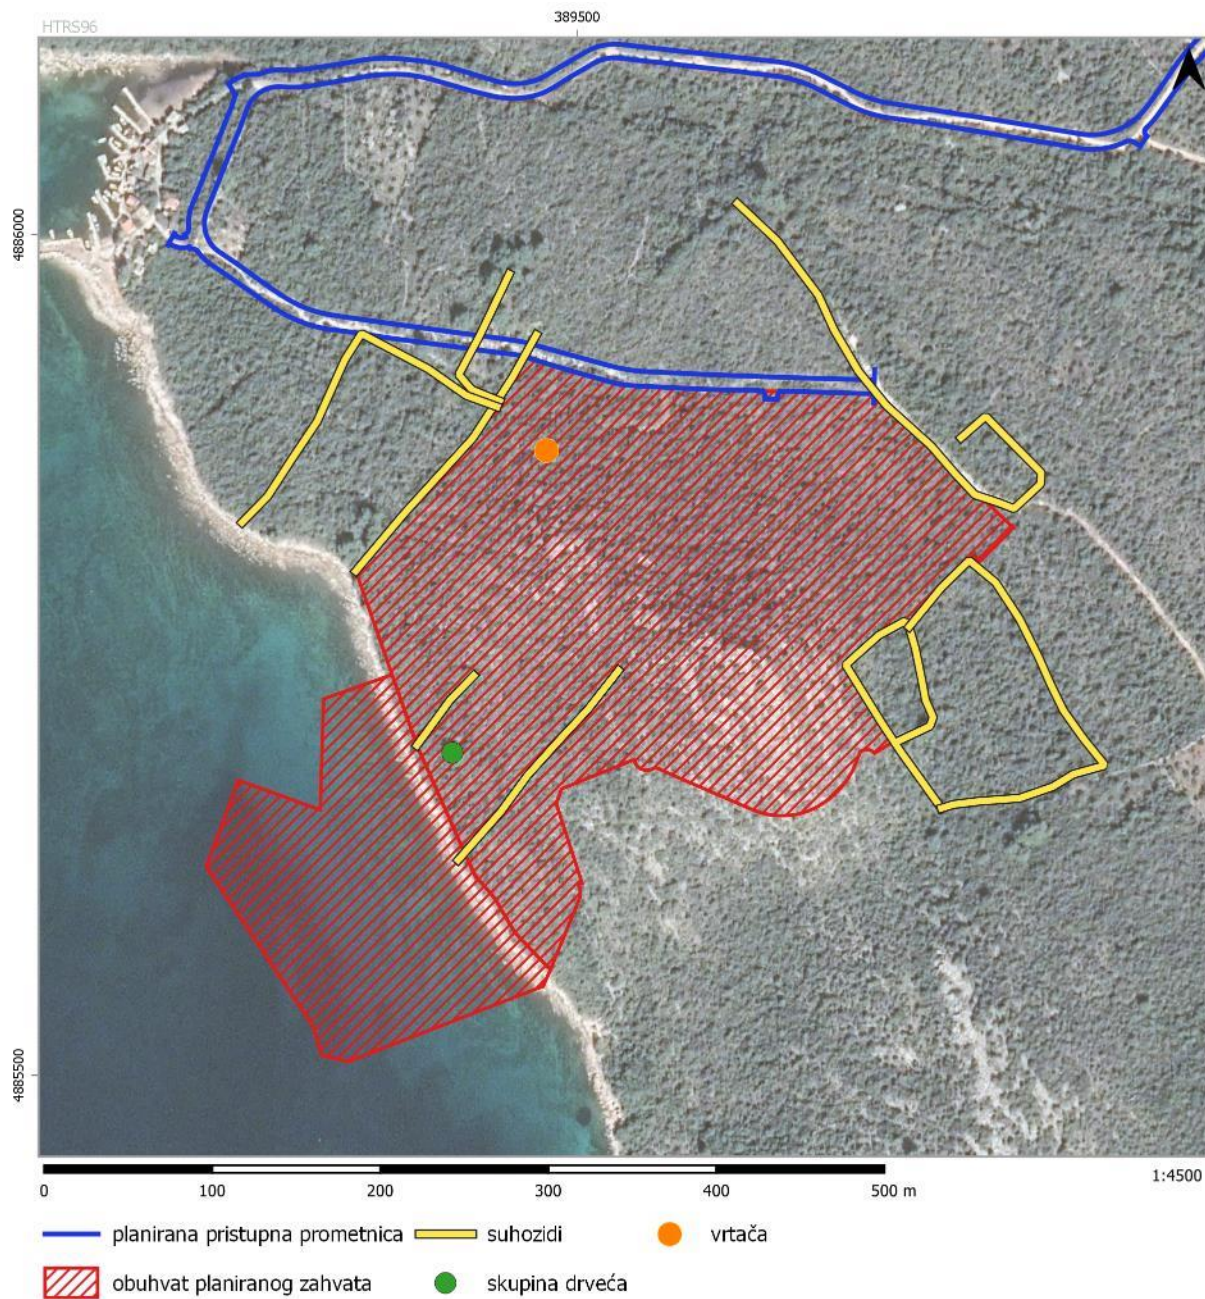 HTRS96
389500
4886000
4885500
0 100 200 300 400 500 m
1:4500
planirana pristupna prometnica suhozidi vrtača
obuhvat planiranog zahvata skupina drveća